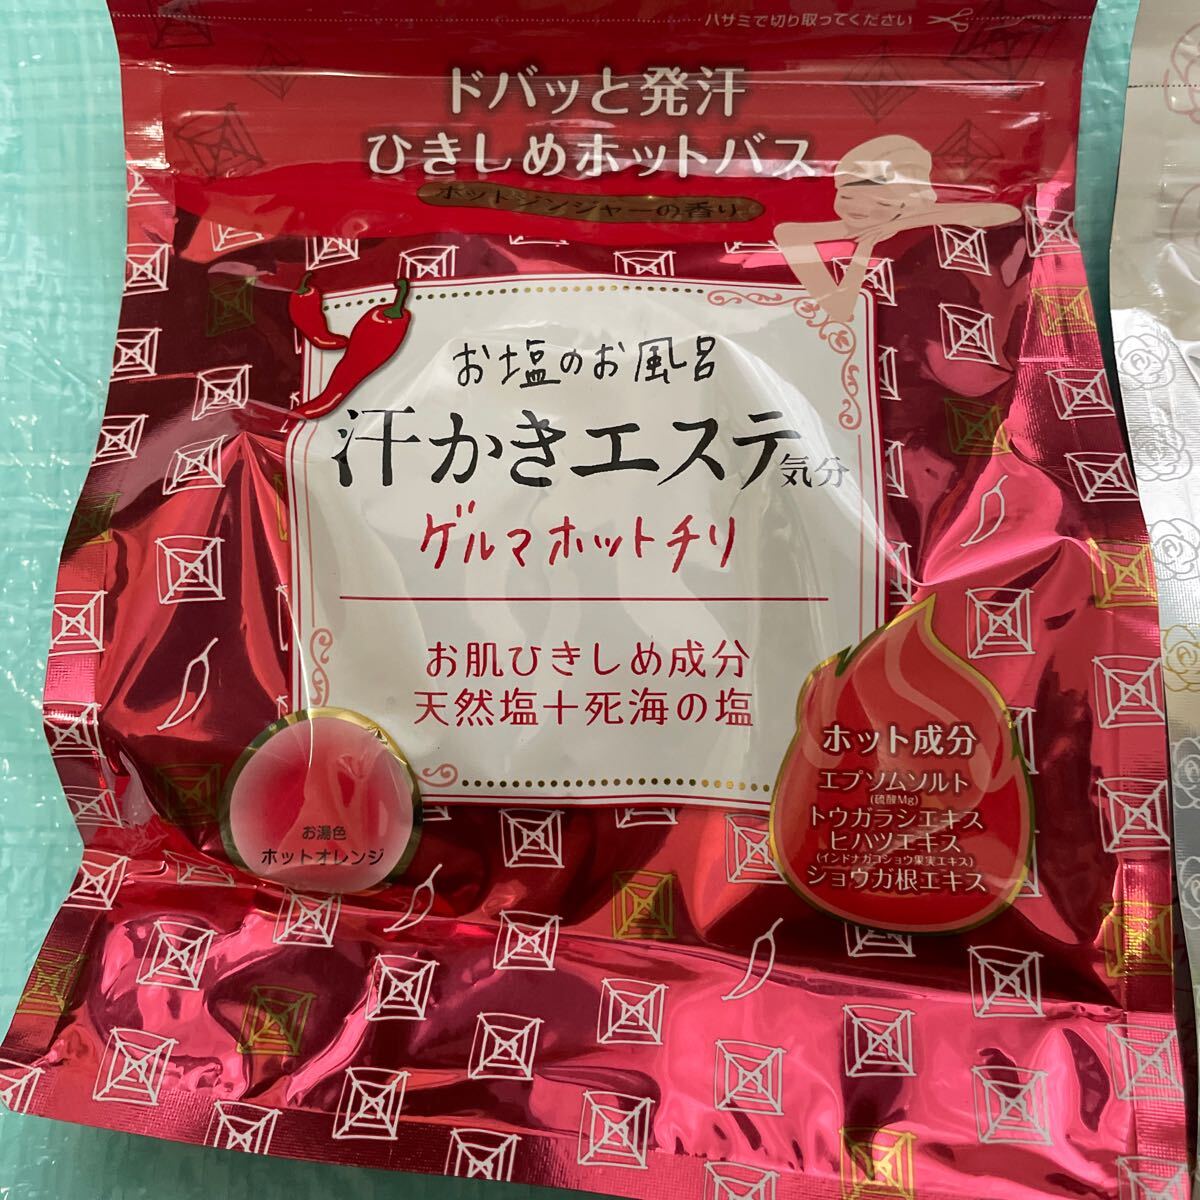 ハサミで切り取ってください
ドバッと発汗
ひきしめホットバス
ホットジンジャーの香り
お塩のお風呂
汗かきエステ気分
ゲルマホットチリ
お肌ひきしめ成分
天然塩+死海の塩
ホット成分
エプソムソルト
(硫酸Mg)
トウガラシエキス
ヒハツエキス
(インドナガコショウ果実エキス)
ショウガ根エキス
お湯色
ホットオレンジ